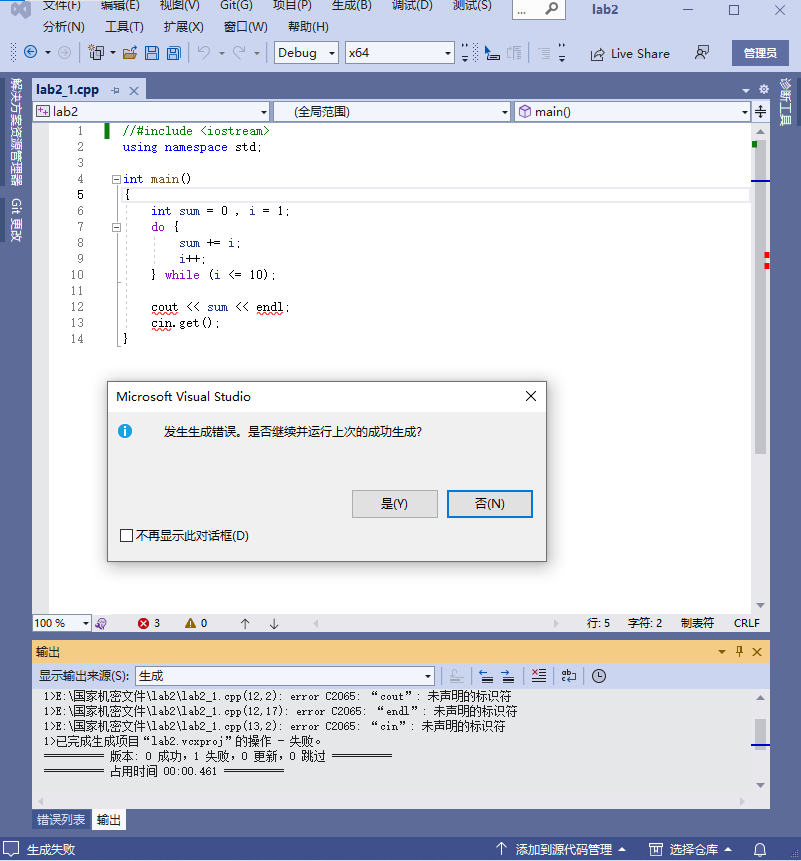 文件(F) 编辑(E) 视图(V) Git(G) 项目(P) 生成(B) 调试(D) 测试(S) ... lab2
分析(N) 工具(T) 扩展(X) 窗口(W) 帮助(H)
Debug x64 Live Share 管理员
解决方案资源管理器
Git 更改
诊断工具
lab2_1.cpp
lab2 (全局范围) main()
1 //#include <iostream>
2 using namespace std;
3
4 int main()
5 {
6 int sum = 0 , i = 1;
7 do {
8 sum += i;
9 i++;
10 } while (i <= 10);
11
12 cout << sum << endl;
13 cin.get();
14 }
Microsoft Visual Studio
发生生成错误。是否继续并运行上次的成功生成?
是(Y) 否(N)
不再显示此对话框(D)
100 % 3 0 行: 5 字符: 2 制表符 CRLF
输出
显示输出来源(S): 生成
1>E:\国家机密文件\lab2\lab2_1.cpp(12,2): error C2065: “cout”: 未声明的标识符
1>E:\国家机密文件\lab2\lab2_1.cpp(12,17): error C2065: “endl”: 未声明的标识符
1>E:\国家机密文件\lab2\lab2_1.cpp(13,2): error C2065: “cin”: 未声明的标识符
1>已完成生成项目“lab2.vcxproj”的操作 - 失败。
========== 版本: 0 成功，1 失败，0 更新，0 跳过 ==========
========== 占用时间 00:00.461 ==========
错误列表 输出
生成失败 添加到源代码管理 选择仓库